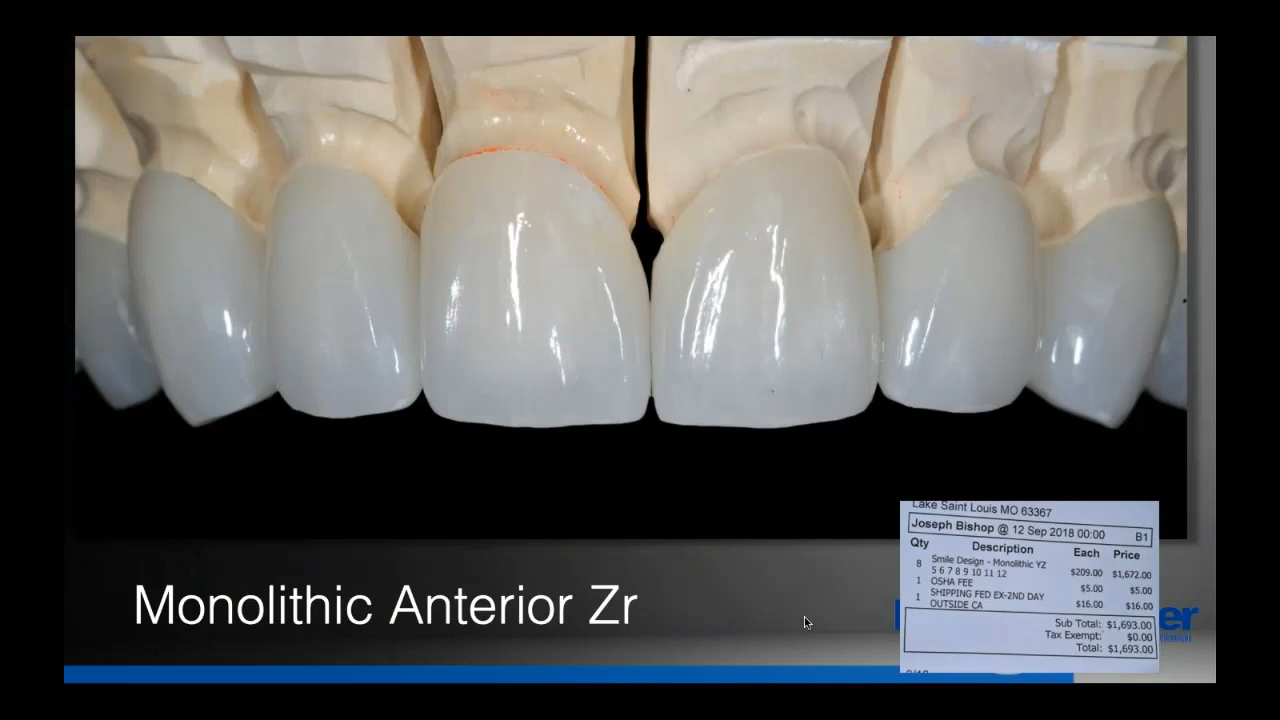 Monolithic Anterior Zr
Lake Saint Louis MO 63367
Joseph Bishop @ 12 Sep 2018 00:00 B1
Qty Description Each Price
8 Smile Design - Monolithic YZ $209.00 $1,672.00
5 6 7 8 9 10 11 12
1 OSHA FEE $5.00 $5.00
1 SHIPPING FED EX-2ND DAY $16.00 $16.00
OUTSIDE CA
Sub Total: $1,693.00
Tax Exempt: $0.00
Total: $1,693.00
er